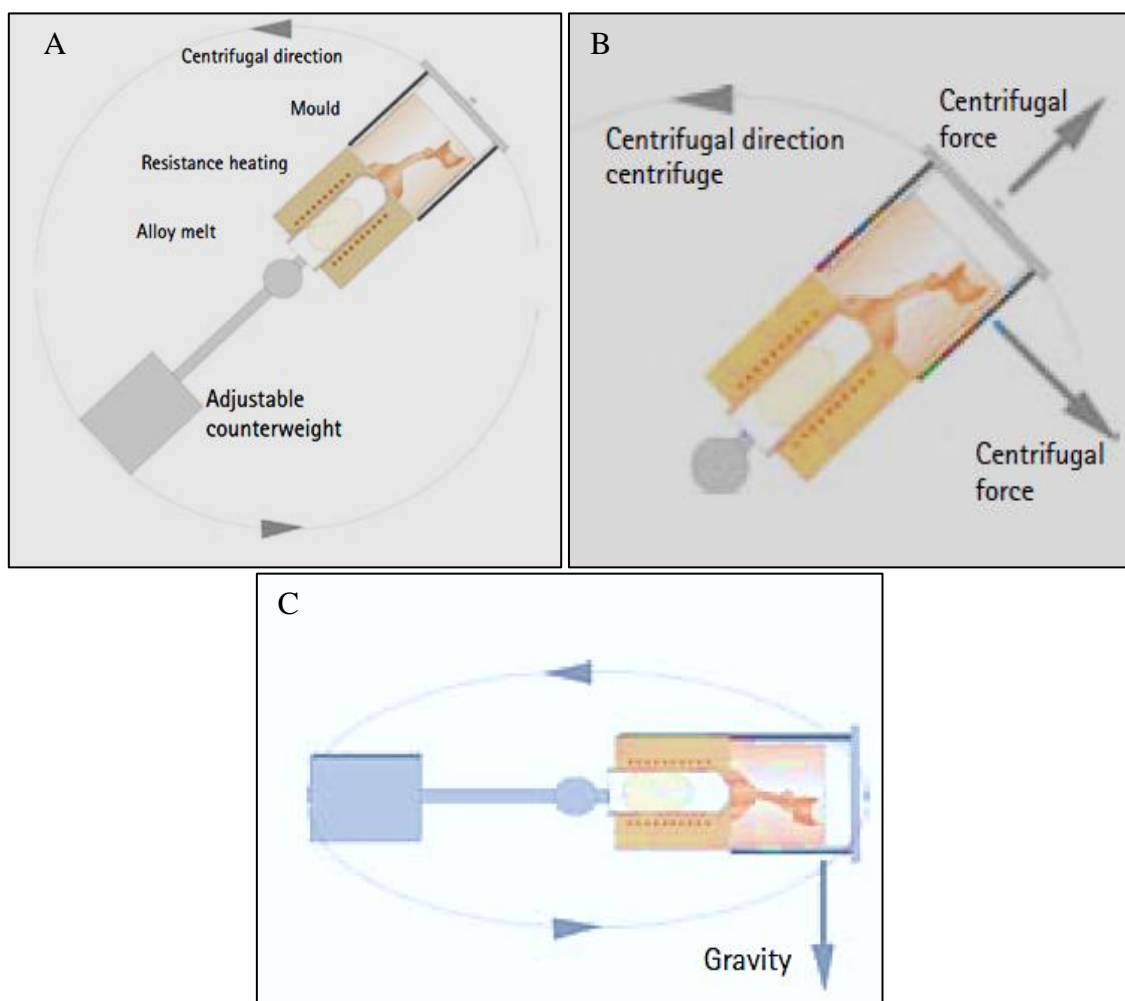 A
Centrifugal direction
Mould
Resistance heating
Alloy melt
Adjustable
counterweight
B
Centrifugal
force
Centrifugal direction
centrifuge
Centrifugal
force
C
Gravity